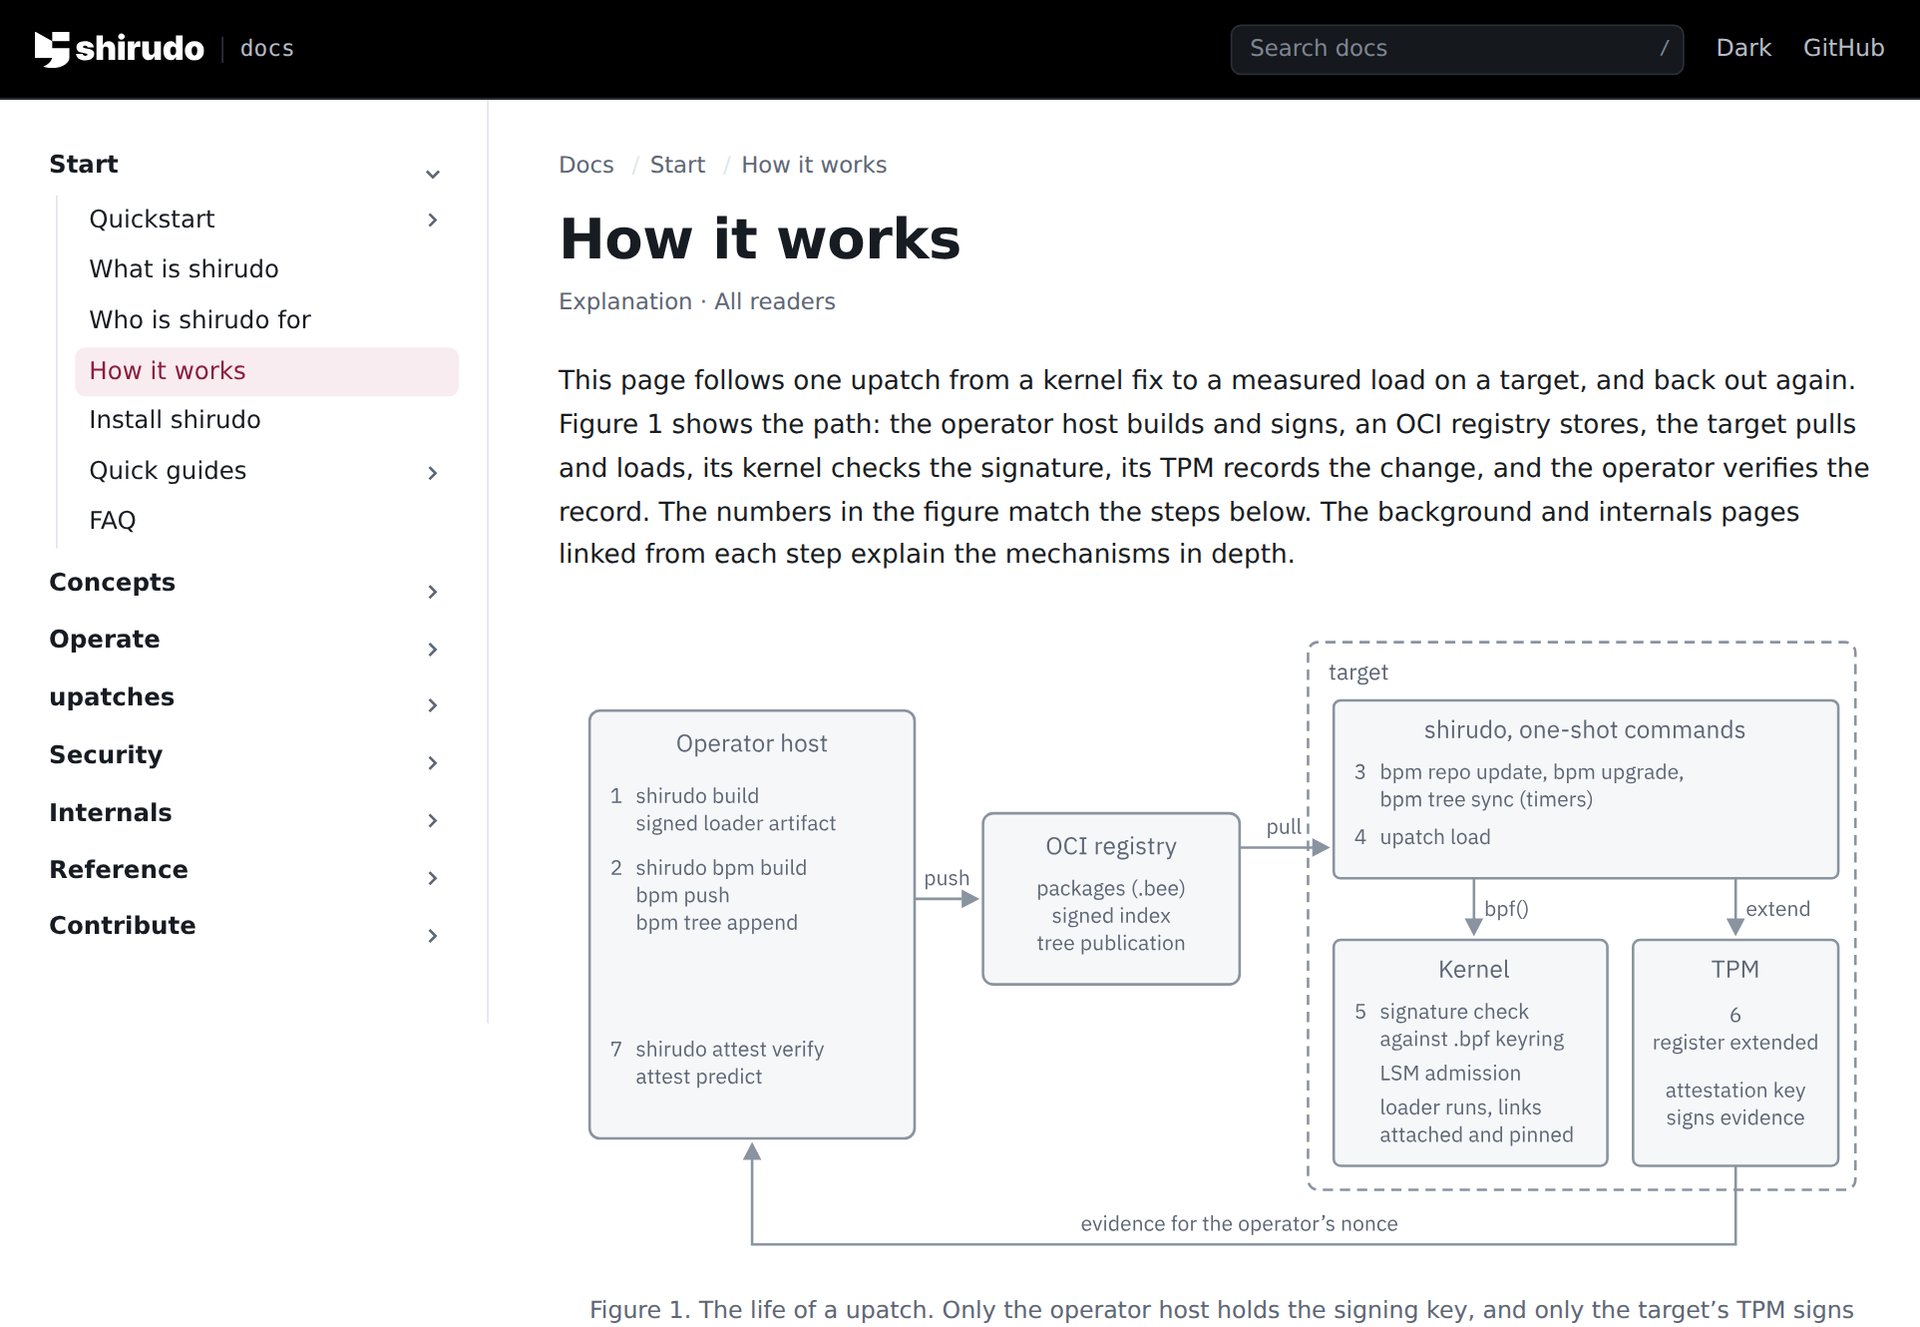 shirudo docs
Search docs /
Dark GitHub
Start
Quickstart
What is shirudo
Who is shirudo for
How it works
Install shirudo
Quick guides
FAQ
Concepts
Operate
upatches
Security
Internals
Reference
Contribute
Docs / Start / How it works
How it works
Explanation · All readers
This page follows one upatch from a kernel fix to a measured load on a target, and back out again.
Figure 1 shows the path: the operator host builds and signs, an OCI registry stores, the target pulls
and loads, its kernel checks the signature, its TPM records the change, and the operator verifies the
record. The numbers in the figure match the steps below. The background and internals pages
linked from each step explain the mechanisms in depth.
Operator host
1 shirudo build
signed loader artifact
2 shirudo bpm build
bpm push
bpm tree append
7 shirudo attest verify
attest predict
push
OCI registry
packages (.bee)
signed index
tree publication
pull
target
shirudo, one-shot commands
3 bpm repo update, bpm upgrade,
bpm tree sync (timers)
4 upatch load
bpf()
extend
Kernel
5 signature check
against .bpf keyring
LSM admission
loader runs, links
attached and pinned
TPM
6
register extended
attestation key
signs evidence
evidence for the operator’s nonce
Figure 1. The life of a upatch. Only the operator host holds the signing key, and only the target’s TPM signs